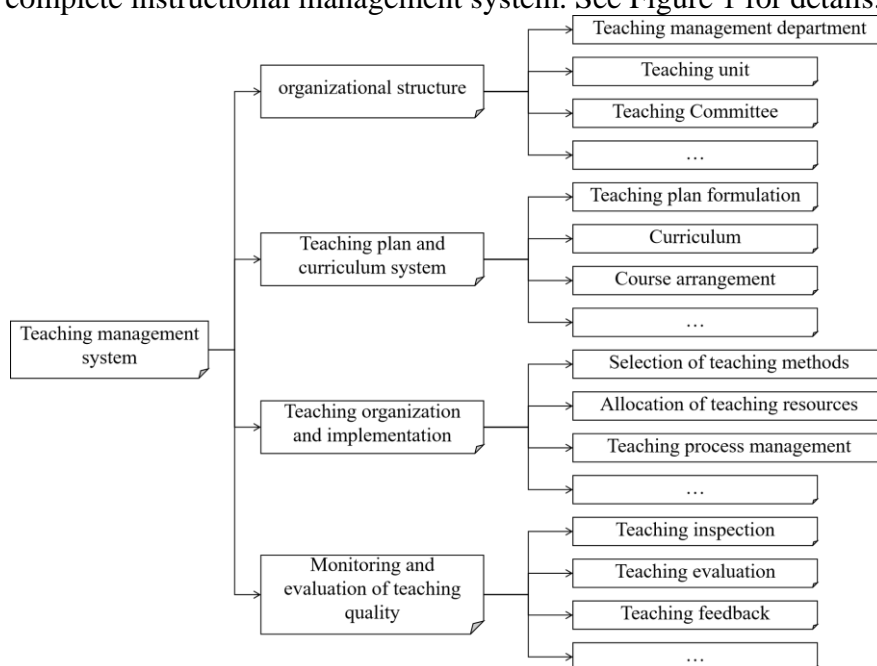 complete instructional management system. See Figure 1 for details.
Teaching management department
Teaching unit
organizational structure
Teaching Committee
...
Teaching plan formulation
Teaching plan and
curriculum system
Curriculum
Course arrangement
...
Teaching management
system
Selection of teaching methods
Teaching organization
and implementation
Allocation of teaching resources
Teaching process management
...
Teaching inspection
Monitoring and
evaluation of teaching
quality
Teaching evaluation
Teaching feedback
...